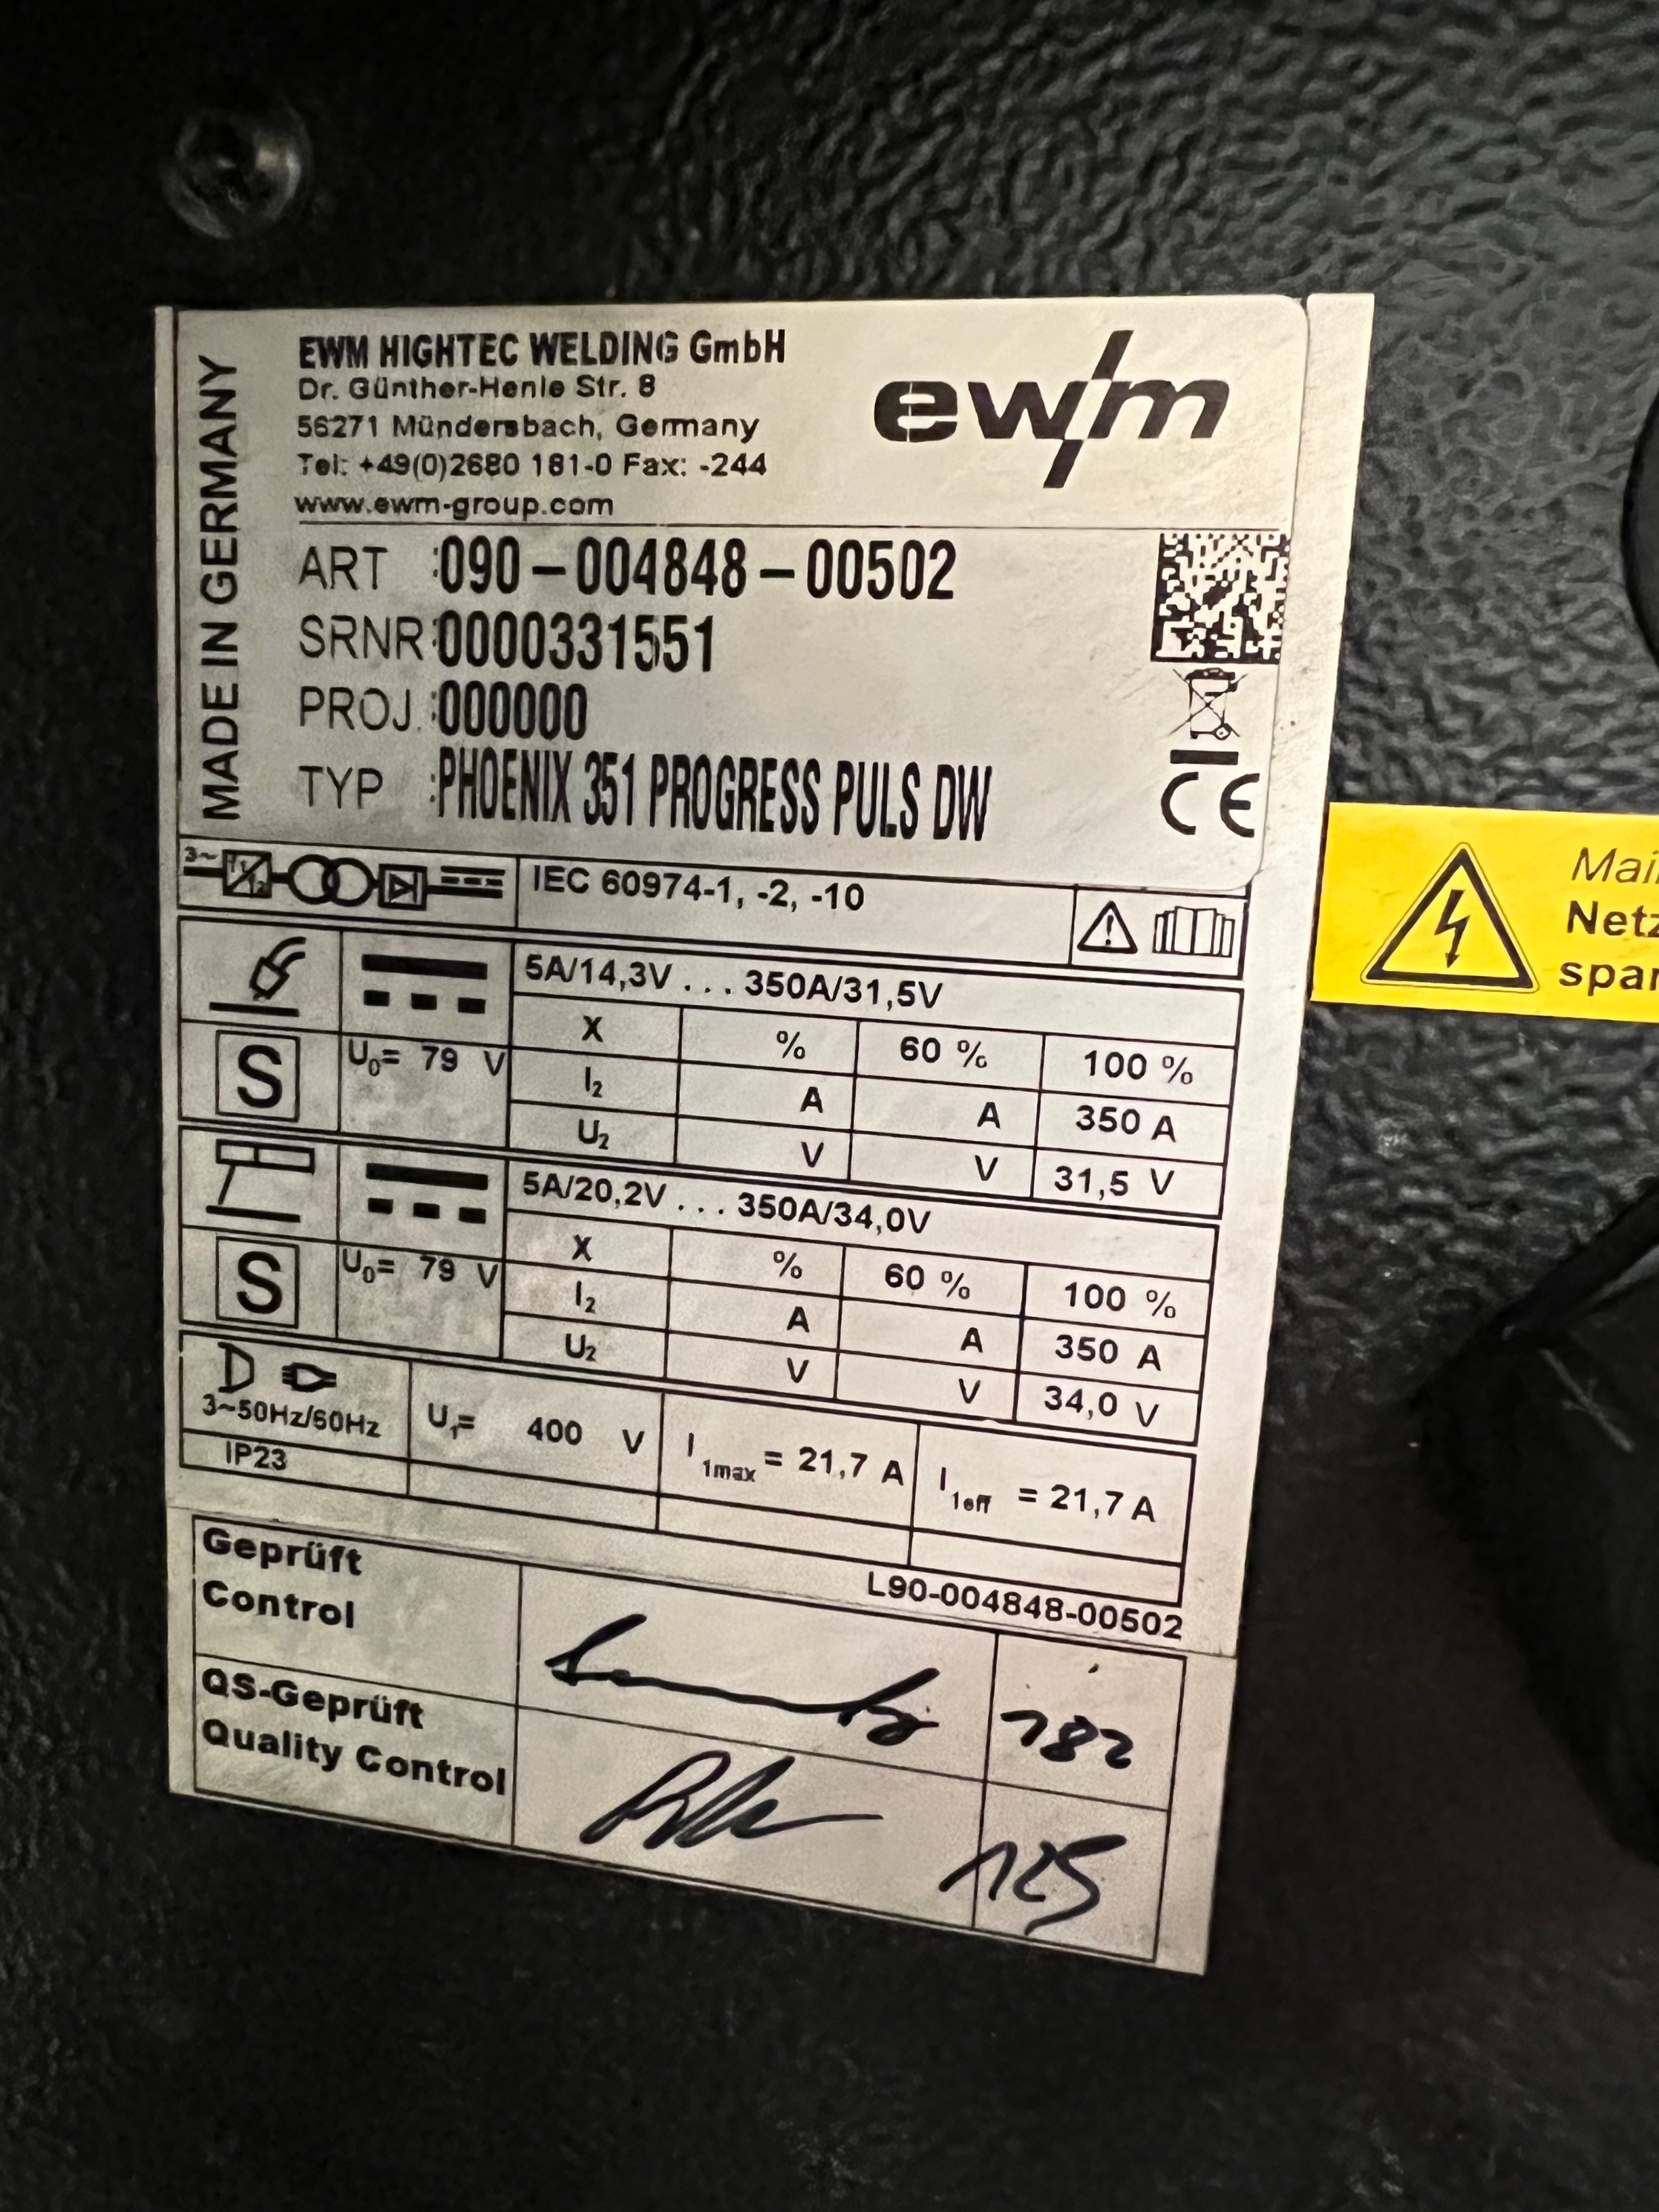 MADE IN GERMANY
EWM HIGHTEC WELDING GmbH
Dr. Günther-Henle Str. 8
56271 Mündersbach, Germany
Tel: +49(0)2680 181-0 Fax: -244
www.ewm-group.com
ewm
ART :090-004848-00502
SRNR:0000331551
PROJ.:000000
TYP :PHOENIX 351 PROGRESS PULS DW
CE
3~
IEC 60974-1, -2, -10
5A/14,3V ... 350A/31,5V
X % 60 % 100 %
S U0= 79 V
I2 A A 350 A
U2 V V 31,5 V
5A/20,2V ... 350A/34,0V
X % 60 % 100 %
S U0= 79 V
I2 A A 350 A
U2 V V 34,0 V
3~50Hz/60Hz
U1= 400 V
I1max = 21,7 A
I1eff = 21,7 A
IP23
L90-004848-00502
Geprüft
Control
182
QS-Geprüft
Quality Control
125
Netz